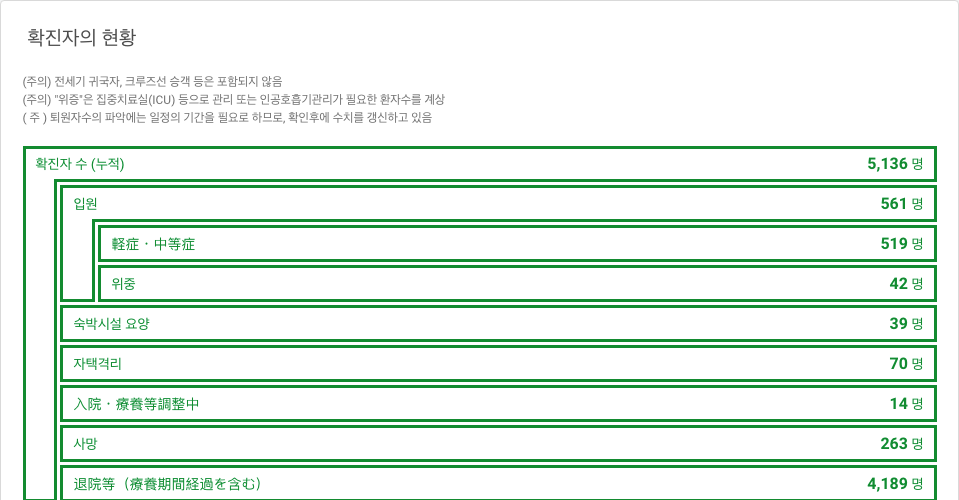 확진자의 현황
(주의) 전세기 귀국자, 크루즈선 승객 등은 포함되지 않음
(주의) "위증"은 집중치료실(ICU) 등으로 관리 또는 인공호흡기관리가 필요한 환자수를 계상
( 주 ) 퇴원자수의 파악에는 일정의 기간을 필요로 하므로, 확인후에 수치를 갱신하고 있음
확진자 수 (누적) 5,136 명
입원 561 명
軽症・中等症 519 명
위중 42 명
숙박시설 요양 39 명
자택격리 70 명
入院・療養等調整中 14 명
사망 263 명
退院等（療養期間経過を含む） 4,189 명